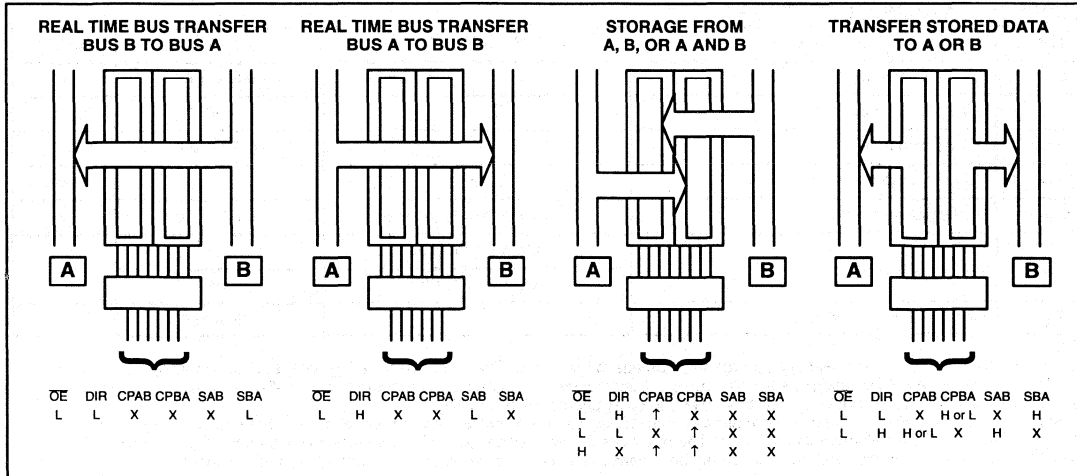 REAL TIME BUS TRANSFER
BUS B TO BUS A
A
B
OE DIR CPAB CPBA SAB SBA
L L X X X L
REAL TIME BUS TRANSFER
BUS A TO BUS B
A
B
OE DIR CPAB CPBA SAB SBA
L H X X L X
STORAGE FROM
A, B, OR A AND B
A
B
OE DIR CPAB CPBA SAB SBA
L H ↑ X X X
L L X ↑ X X
H X ↑ ↑ X X
TRANSFER STORED DATA
TO A OR B
A
B
OE DIR CPAB CPBA SAB SBA
L L X H or L X H
L H H or L X H X